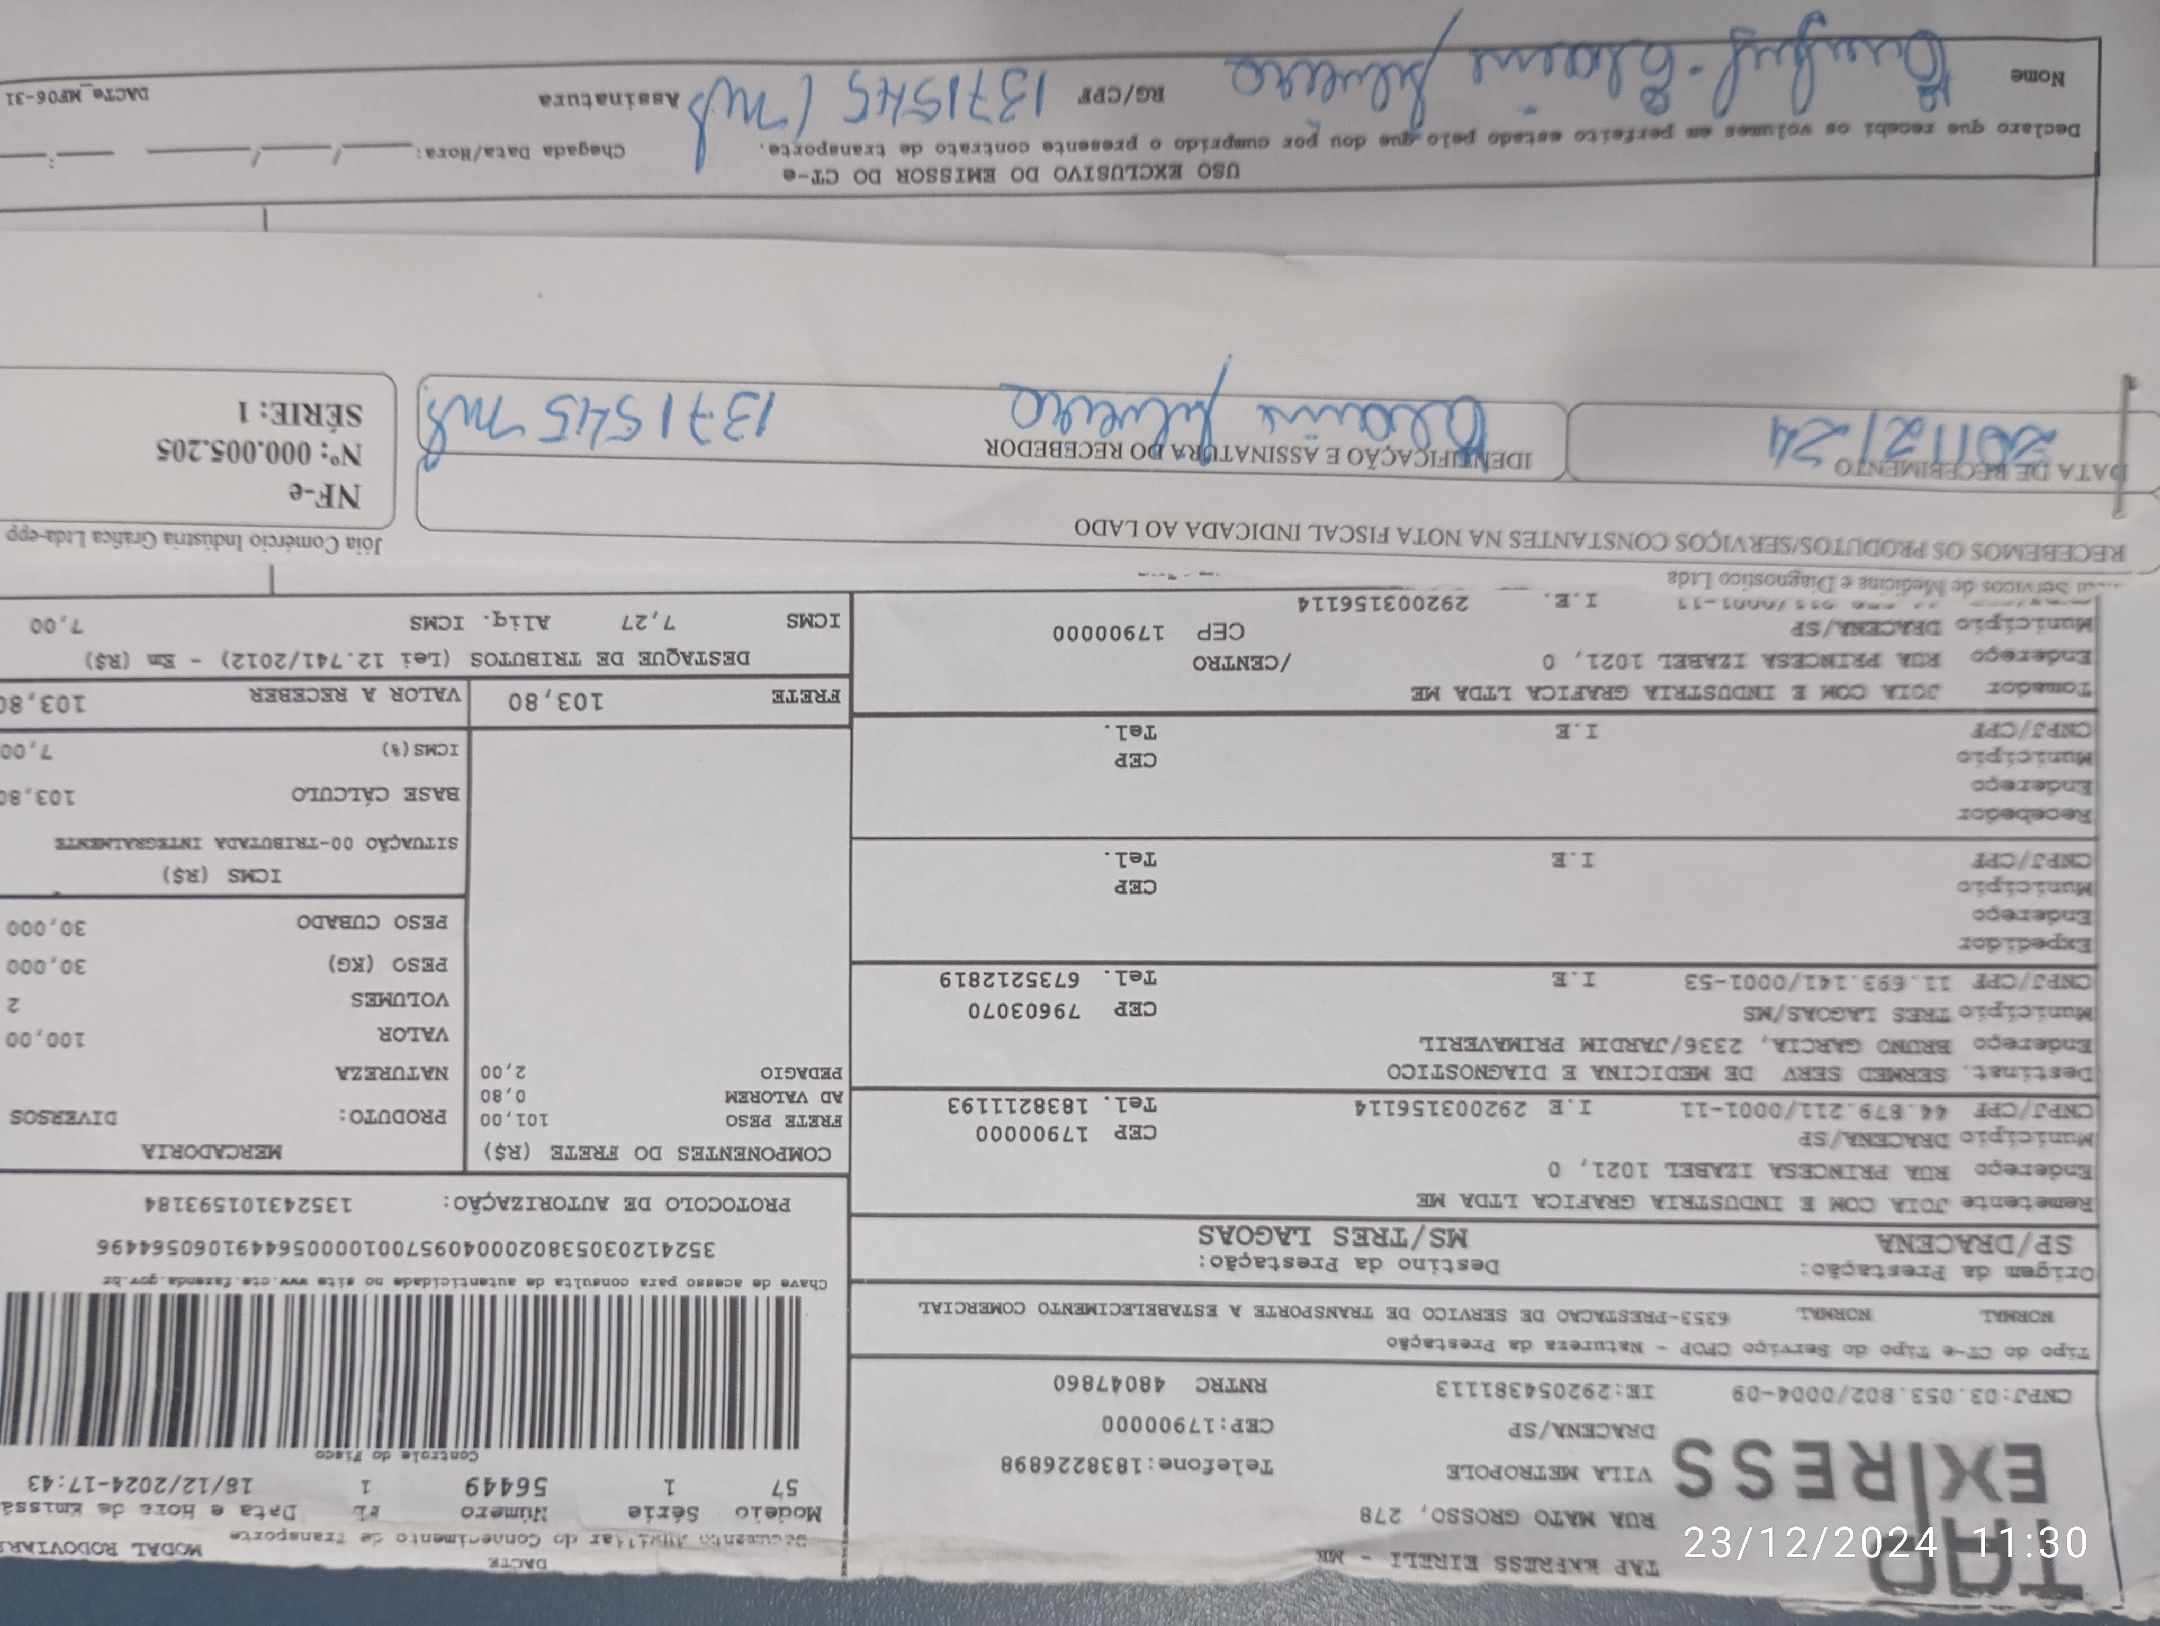 TAP EXPRESS
TAP EXPRESS EIRELI - ME
RUA MATO GROSSO, 278
VILA METROPOLE
Telefone:1838226898
DRACENA/SP
CEP:17900000
CNPJ:03.053.802/0004-09 IE:292054381113 RNTRC 48047860
DACTE
Documento Auxiliar do Conhecimento de Transporte
MODAL RODOVIÁR
Modelo Série Número FL Data e Hora de Emissã
57 1 56449 1 18/12/2024-17:43
Controle do Fisco
Chave de acesso para consulta de autenticidade no site www.cte.fazenda.gov.br
35241203053802000409570010000564491060564496
PROTOCOLO DE AUTORIZAÇÃO: 135243101593184
Tipo do CT-e Tipo do Serviço CFOP - Natureza da Prestação
NORMAL NORMAL 6353-PRESTACAO DE SERVICO DE TRANSPORTE A ESTABELECIMENTO COMERCIAL
Origem da Prestação: Destino da Prestação:
SP/DRACENA MS/TRES LAGOAS
Remetente JOIA COM E INDUSTRIA GRAFICA LTDA ME
Endereço RUA PRINCESA IZABEL 1021, 0
Município DRACENA/SP CEP 17900000
CNPJ/CPF 44.879.211/0001-11 I.E 292003156114 Tel. 1838211193
Destinat. SERMED SERV DE MEDICINA E DIAGNOSTICO
Endereço BRUNO GARCIA, 2336/JARDIM PRIMAVERIL
Município TRES LAGOAS/MS CEP 79603070
CNPJ/CPF 11.693.141/0001-53 I.E Tel. 6735212819
Expedidor
Endereço
Município CEP
CNPJ/CPF I.E Tel.
Recebedor
Endereço
Município CEP
CNPJ/CPF I.E Tel.
Tomador JOIA COM E INDUSTRIA GRAFICA LTDA ME
Endereço RUA PRINCESA IZABEL 1021, 0 /CENTRO
Município DRACENA/SP CEP 17900000
I.E. 292003156114
COMPONENTES DO FRETE (R$)
FRETE PESO 101,00
AD VALOREM 0,80
PEDAGIO 2,00
MERCADORIA
PRODUTO: DIVERSOS
NATUREZA
VALOR 100,00
VOLUMES 2
PESO (KG) 30,000
PESO CUBADO 30,000
ICMS (R$)
SITUAÇÃO 00-TRIBUTADA INTEGRALMENTE
BASE CÁLCULO 103,80
ICMS(%) 7,00
FRETE 103,80 VALOR A RECEBER 103,80
DESTAQUE DE TRIBUTOS (Lei 12.741/2012) - Em (R$)
ICMS 7,27 Aliq. ICMS 7,00
Servicos de Medicina e Diagnostico Ltda
RECEBEMOS OS PRODUTOS/SERVIÇOS CONSTANTES NA NOTA FISCAL INDICADA AO LADO
Jóia Comércio Indústria Gráfica Ltda-epp
DATA DE RECEBIMENTO
20/12/24
IDENTIFICAÇÃO E ASSINATURA DO RECEBEDOR
Silveira 1371545 ms
NF-e
Nº: 000.005.205
SÉRIE: 1
USO EXCLUSIVO DO EMISSOR DO CT-e
Declaro que recebi os volumes em perfeito estado pelo que dou por cumprido o presente contrato de transporte.
Chegada Data/Hora: ___/___/___ ___:___
Nome Silveira RG/CPF 1371545 / ms Assinatura
DACTe_MF06-31
23/12/2024 11:30